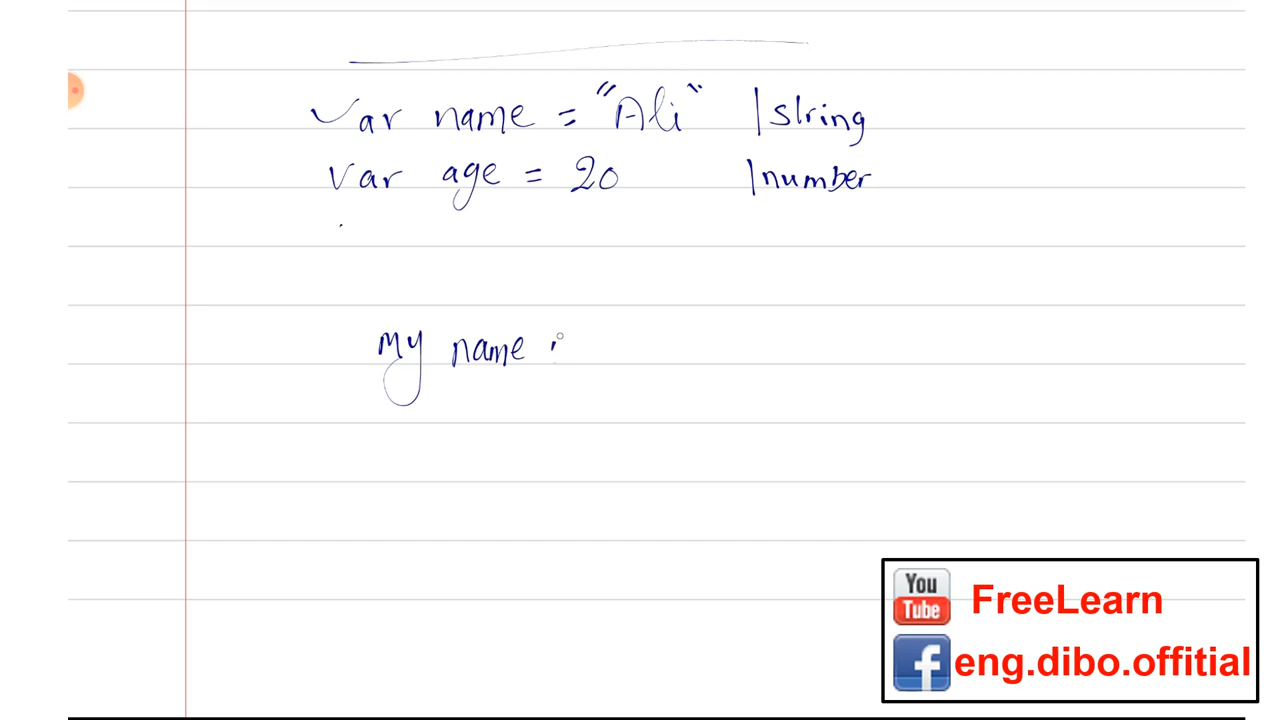 var name = "Ali" | string
var age = 20 | number
my name
You Tube FreeLearn
f eng.dibo.offitial